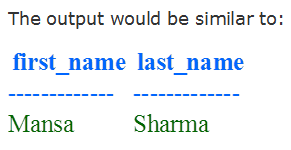 The output would be similar to:
first_name last_name
------------- -------------
Mansa Sharma